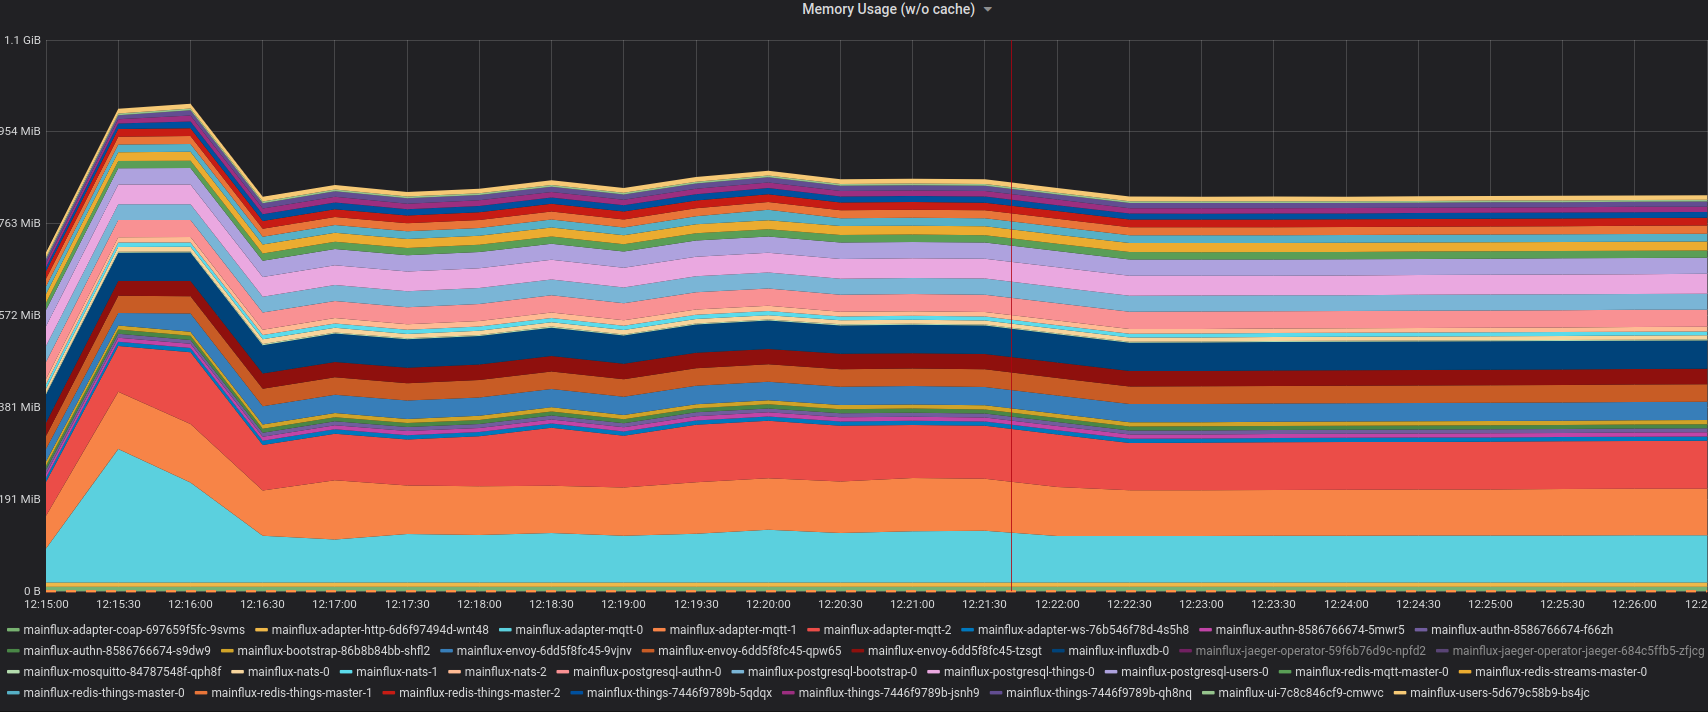 Memory Usage (w/o cache)
1.1 GiB
954 MiB
763 MiB
572 MiB
381 MiB
191 MiB
0 B
12:15:00 12:15:30 12:16:00 12:16:30 12:17:00 12:17:30 12:18:00 12:18:30 12:19:00 12:19:30 12:20:00 12:20:30 12:21:00 12:21:30 12:22:00 12:22:30 12:23:00 12:23:30 12:24:00 12:24:30 12:25:00 12:25:30 12:26:00 12:2
mainflux-adapter-coap-697659f5fc-9svms mainflux-adapter-http-6d6f97494d-wnt48 mainflux-adapter-mqtt-0 mainflux-adapter-mqtt-1 mainflux-adapter-mqtt-2 mainflux-adapter-ws-76b546f78d-4s5h8 mainflux-authn-8586766674-5mwr5 mainflux-authn-8586766674-f66zh
mainflux-authn-8586766674-s9dw9 mainflux-bootstrap-86b8b84bb-shfl2 mainflux-envoy-6dd5f8fc45-9vjnv mainflux-envoy-6dd5f8fc45-qpw65 mainflux-envoy-6dd5f8fc45-tzsgt mainflux-influxdb-0 mainflux-jaeger-operator-59f6b76d9c-npfd2 mainflux-jaeger-operator-jaeger-684c5ffb5-zfjcg
mainflux-mosquitto-84787548f-qph8f mainflux-nats-0 mainflux-nats-1 mainflux-nats-2 mainflux-postgresql-authn-0 mainflux-postgresql-bootstrap-0 mainflux-postgresql-things-0 mainflux-postgresql-users-0 mainflux-redis-mqtt-master-0 mainflux-redis-streams-master-0
mainflux-redis-things-master-0 mainflux-redis-things-master-1 mainflux-redis-things-master-2 mainflux-things-7446f9789b-5qdqx mainflux-things-7446f9789b-jsnh9 mainflux-things-7446f9789b-qh8nq mainflux-ui-7c8c846cf9-cmwvc mainflux-users-5d679c58b9-bs4jc